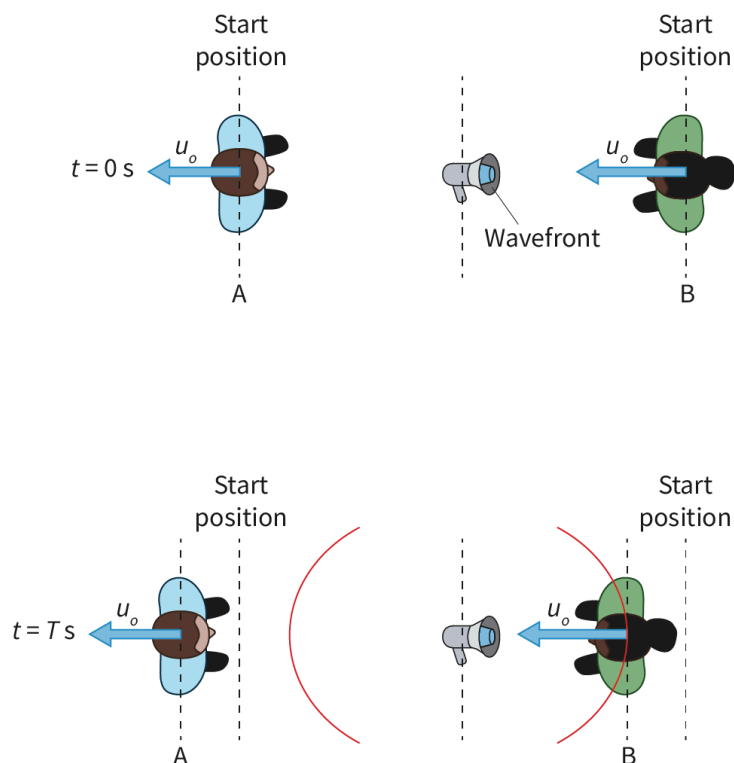 Start
position
Start
position
t = 0 s
u_o
u_o
Wavefront
A
B
Start
position
Start
position
t = T s
u_o
u_o
A
B